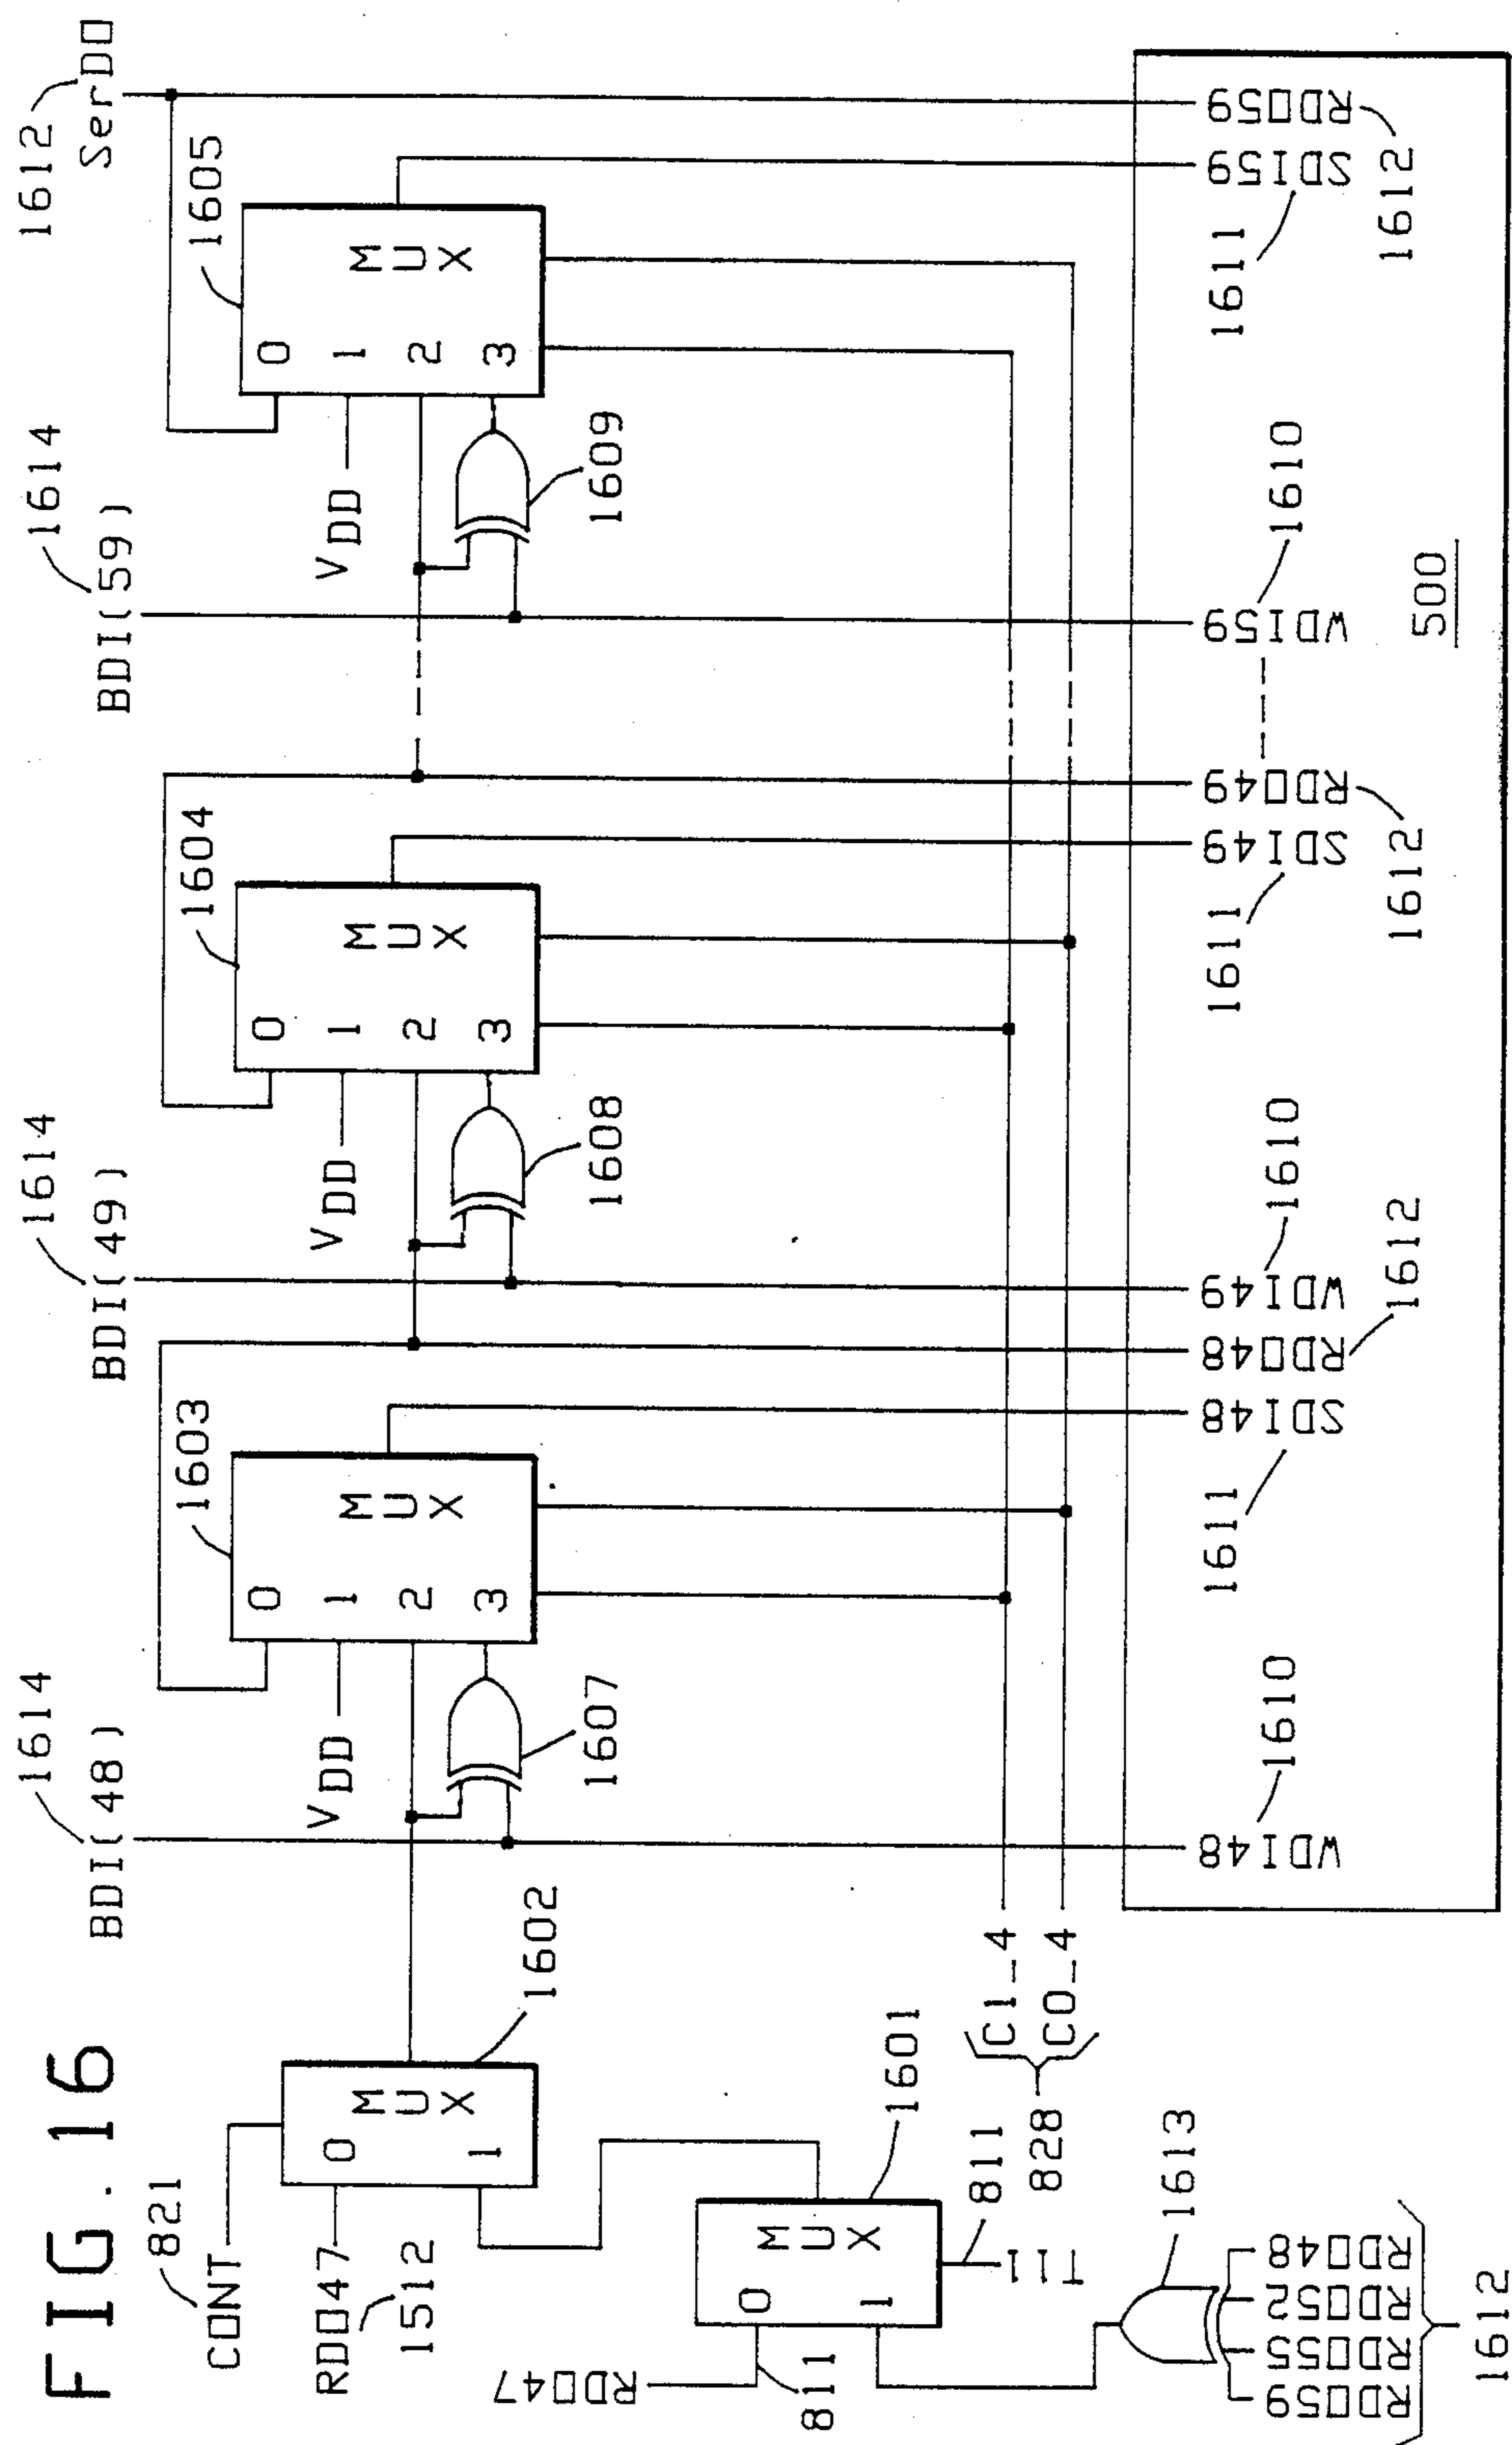 FIG. 16
1614
BDI(48)
1614
BDI(49)
1614
BDI(59)
1612
SerDO
CONT
821
RDO47
1512
0
1
MUX
1602
VDD
0
1
2
3
MUX
1603
1607
VDD
0
1
2
3
MUX
1604
1608
VDD
0
1
2
3
MUX
1605
1609
RDO47
811
0
1
MUX
1601
T11
811
C1_4
C0_4
828
1613
RDO59
RDO55
RDO52
RDO48
1612
WDI48
1610
SDI48
1611
RDO48
1612
WDI49
1610
SDI49
1611
RDO49
1612
WDI59
1610
SDI59
1611
RDO59
1612
500